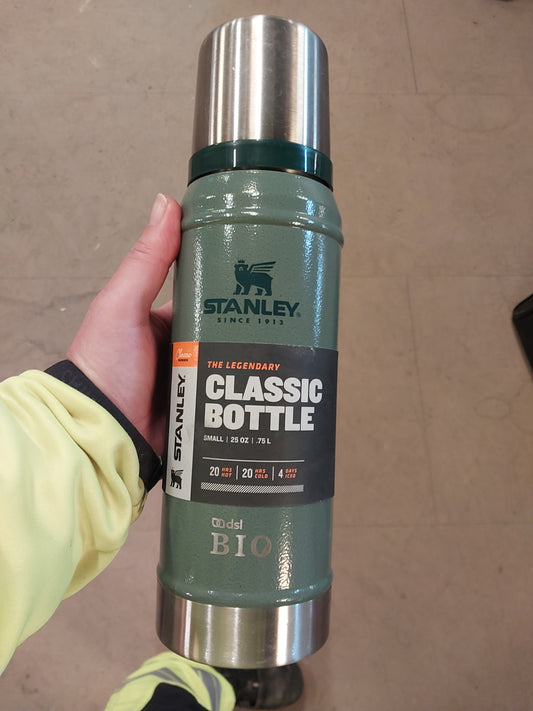 STANLEY®
SINCE 1913
THE LEGENDARY
CLASSIC
BOTTLE
SMALL | 25 OZ | .75 L
20 HRS HOT | 20 HRS COLD | 4 DAYS ICED
STANLEY
dsl
BIO